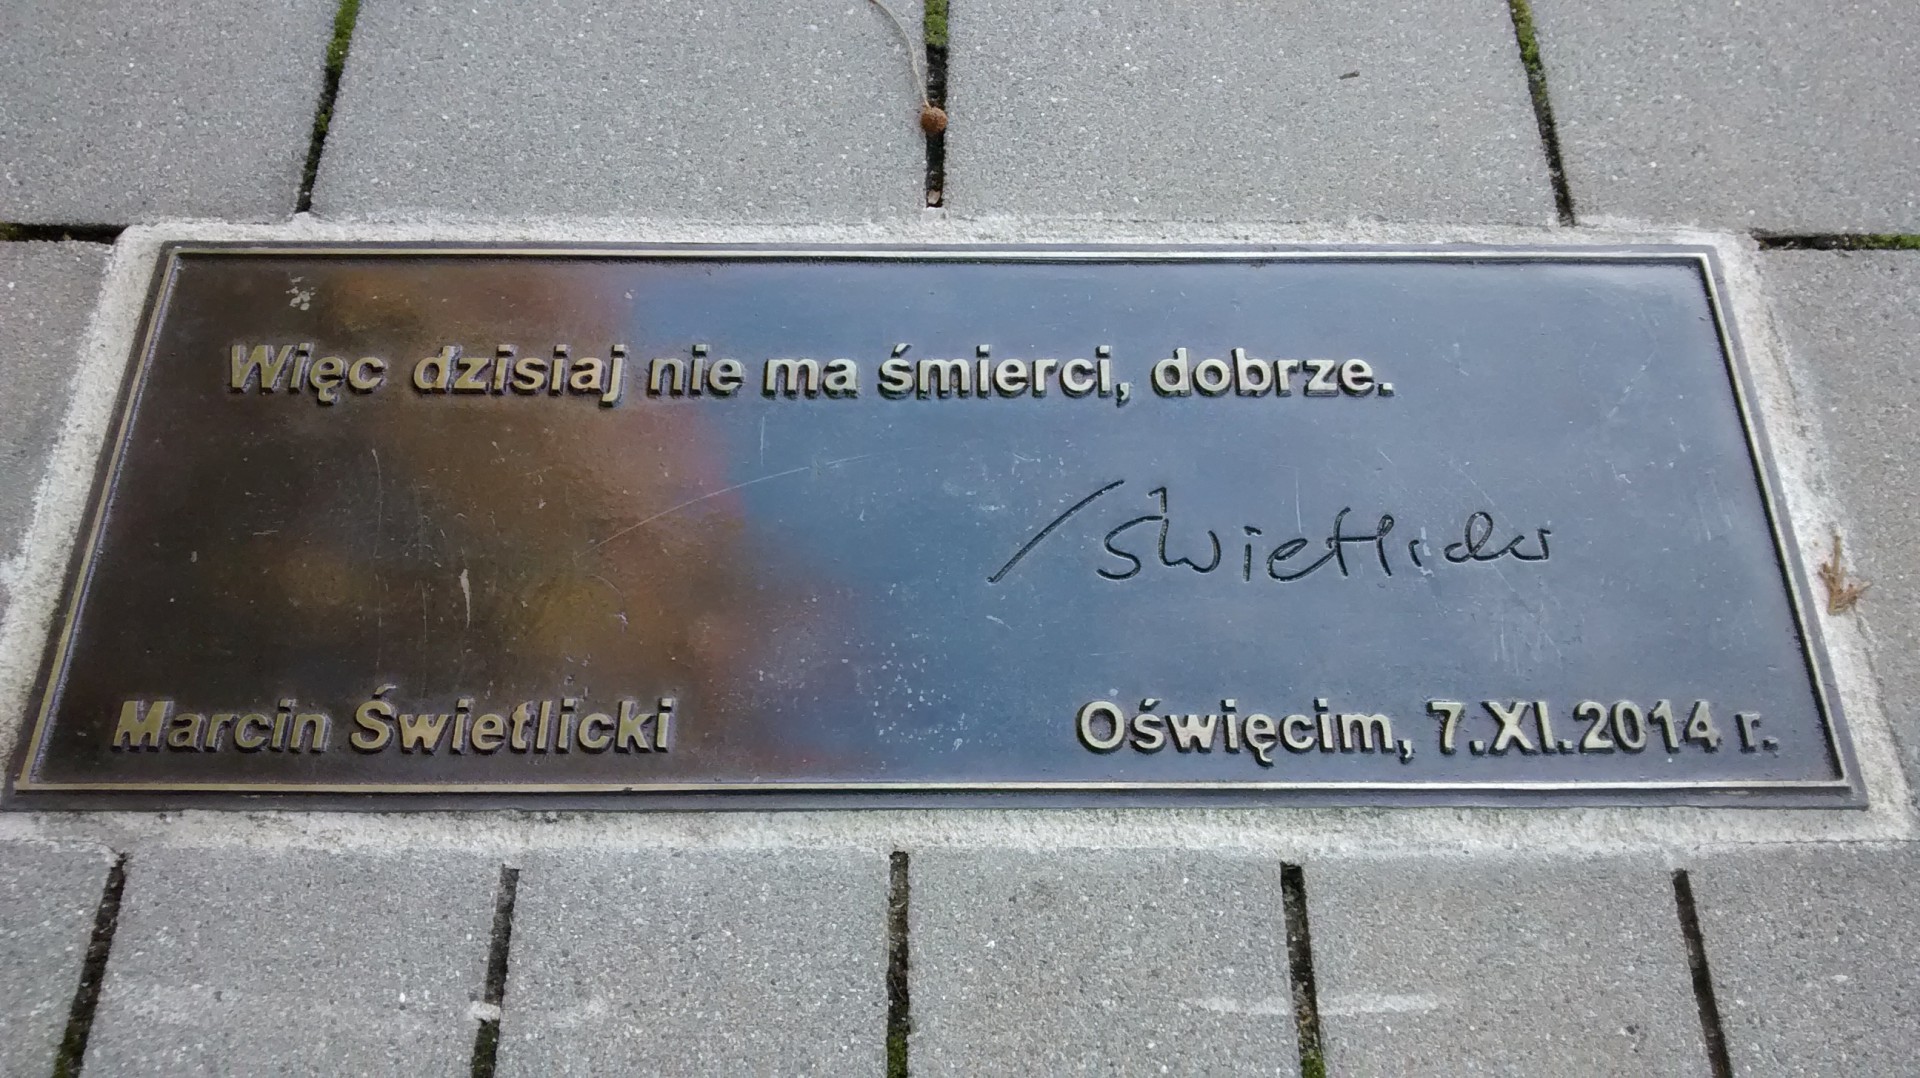 Więc dzisiaj nie ma śmierci, dobrze.
/Świetlicki
Marcin Świetlicki
Oświęcim, 7.XI.2014 r.